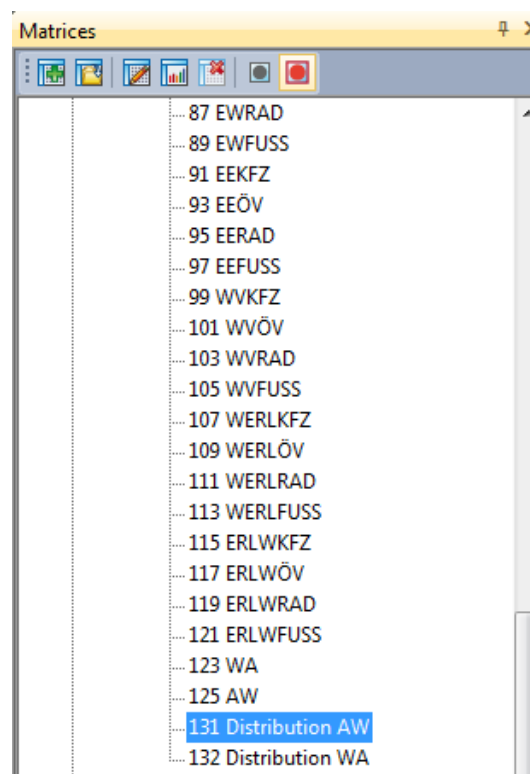 Matrices
87 EWRAD
89 EWFUSS
91 EEKFZ
93 EEÖV
95 EERAD
97 EEFUSS
99 WVKFZ
101 WVÖV
103 WVRAD
105 WVFUSS
107 WERLKFZ
109 WERLÖV
111 WERLRAD
113 WERLFUSS
115 ERLWKFZ
117 ERLWÖV
119 ERLWRAD
121 ERLWFUSS
123 WA
125 AW
131 Distribution AW
132 Distribution WA